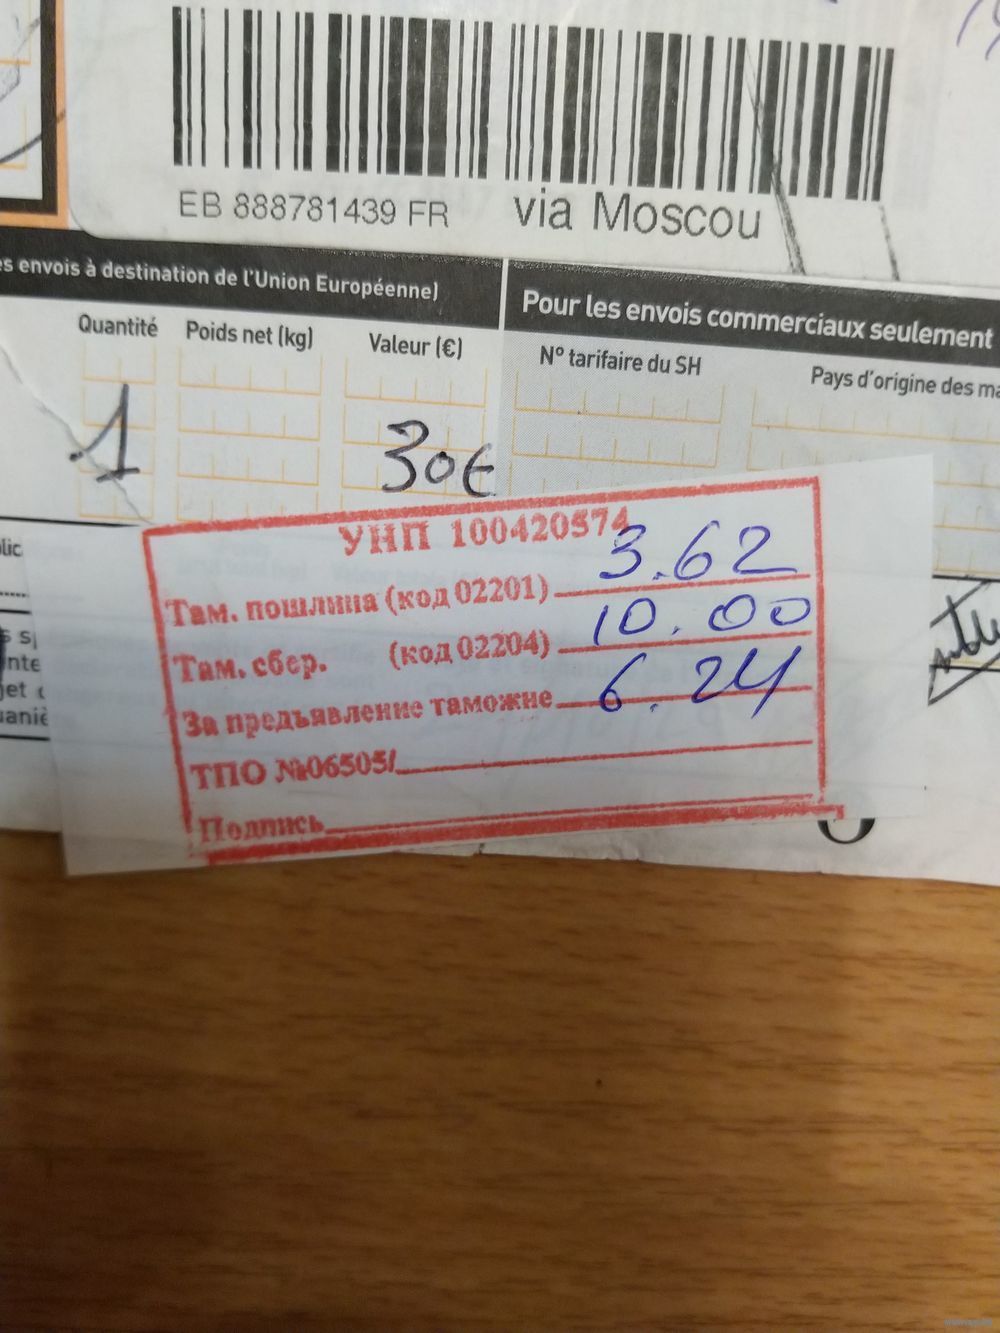 EB 888781439 FR via Moscou
es envois à destination de l'Union Européenne)
Pour les envois commerciaux seulement
Quantité Poids net (kg) Valeur (€)
N° tarifaire du SH Pays d'origine des ma
1 30€
УНП 100420574
Там. пошлина (код 02201) 3.62
Там. сбер. (код 02204) 10.00
За предъявление таможне 6.24
ТПО №06505/
Подпись